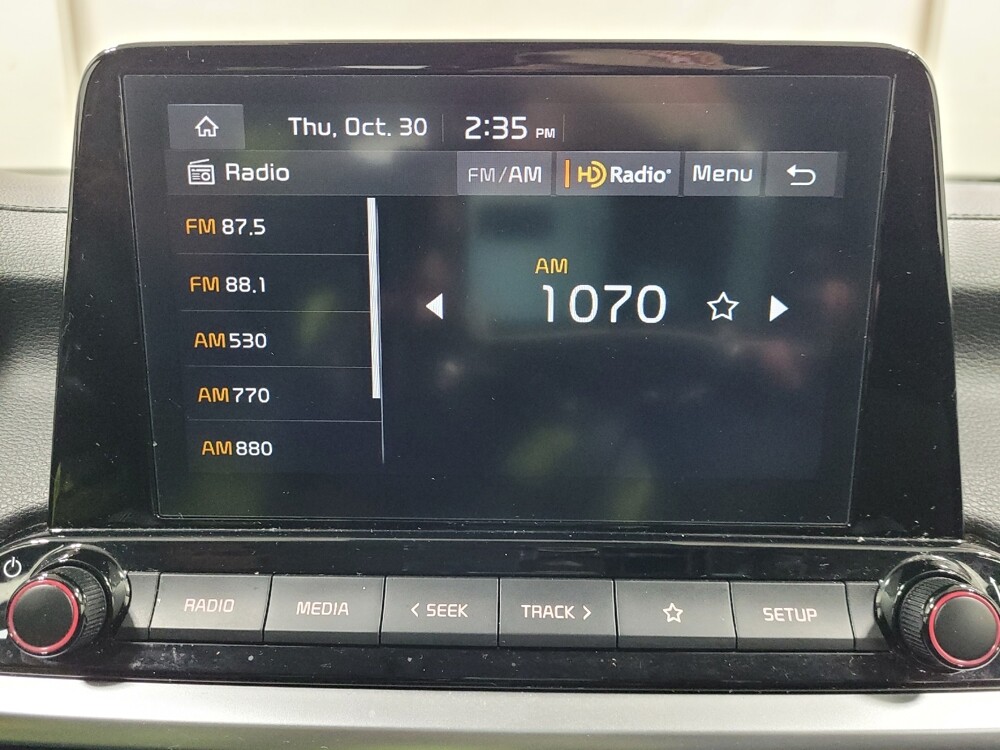 Thu, Oct. 30 2:35 PM
Radio FM/AM HD Radio Menu
FM 87.5
FM 88.1
AM 530
AM 770
AM 880
AM
1070
RADIO MEDIA < SEEK TRACK > SETUP